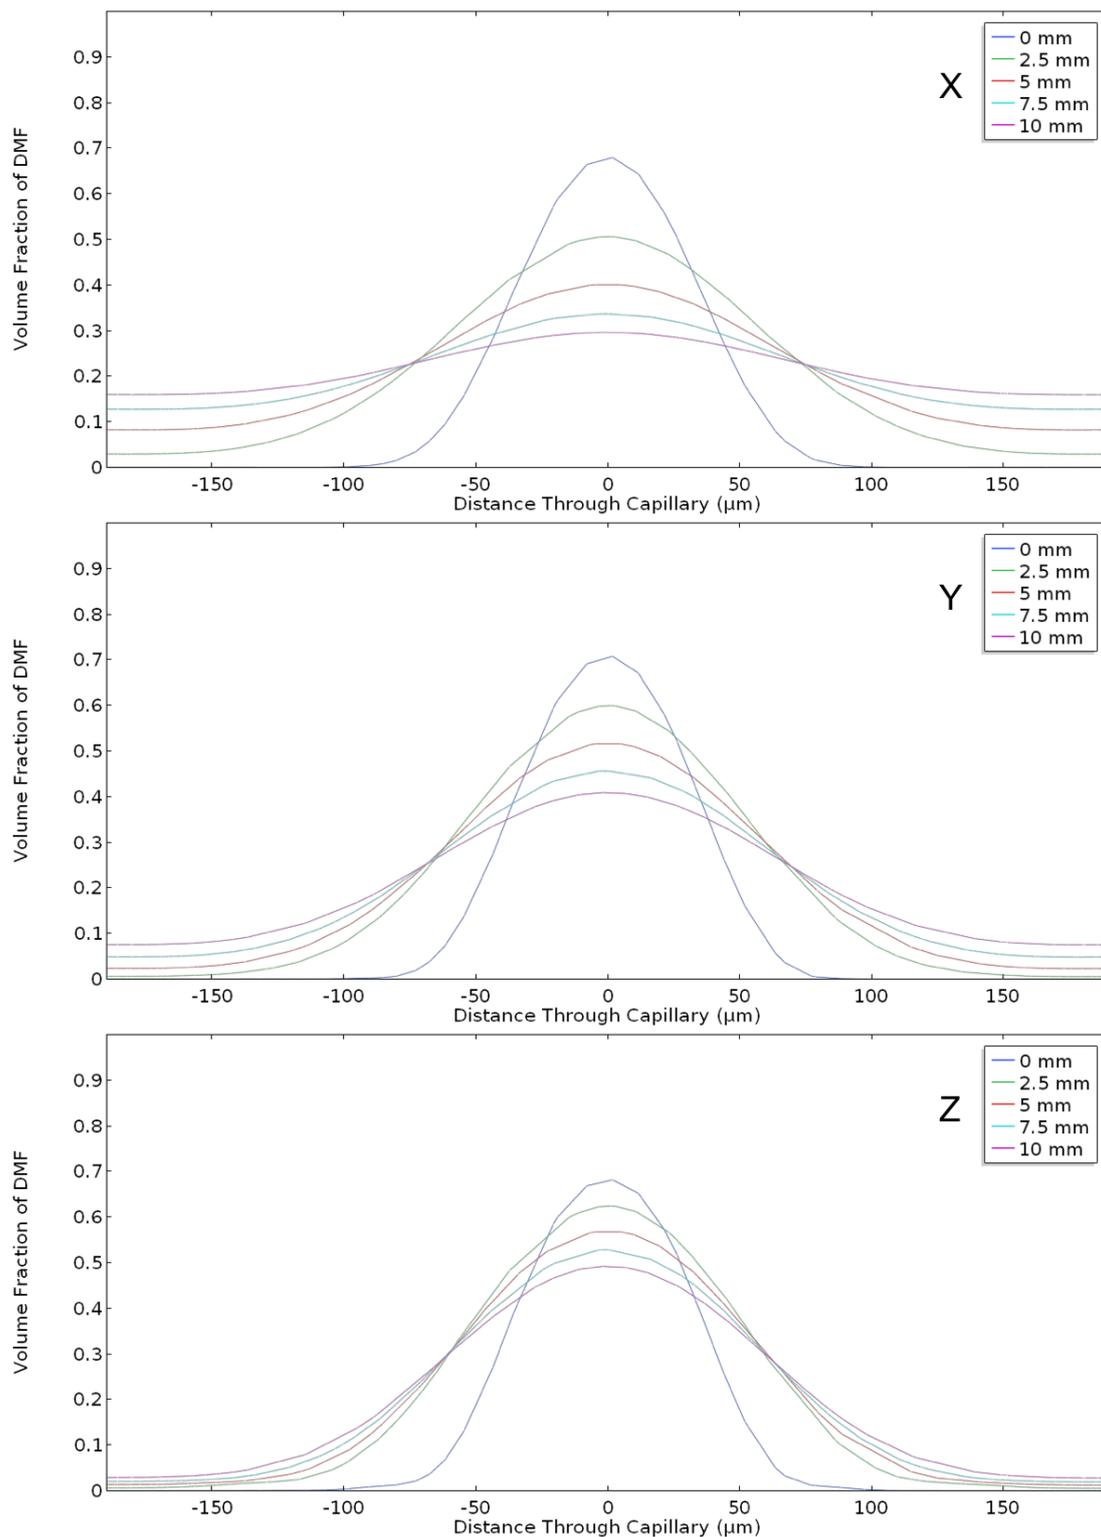 X
0 mm
2.5 mm
5 mm
7.5 mm
10 mm
Volume Fraction of DMF
0.9
0.8
0.7
0.6
0.5
0.4
0.3
0.2
0.1
0
-150 -100 -50 0 50 100 150
Distance Through Capillary (µm)
Y
0 mm
2.5 mm
5 mm
7.5 mm
10 mm
Volume Fraction of DMF
0.9
0.8
0.7
0.6
0.5
0.4
0.3
0.2
0.1
0
-150 -100 -50 0 50 100 150
Distance Through Capillary (µm)
Z
0 mm
2.5 mm
5 mm
7.5 mm
10 mm
Volume Fraction of DMF
0.9
0.8
0.7
0.6
0.5
0.4
0.3
0.2
0.1
0
-150 -100 -50 0 50 100 150
Distance Through Capillary (µm)